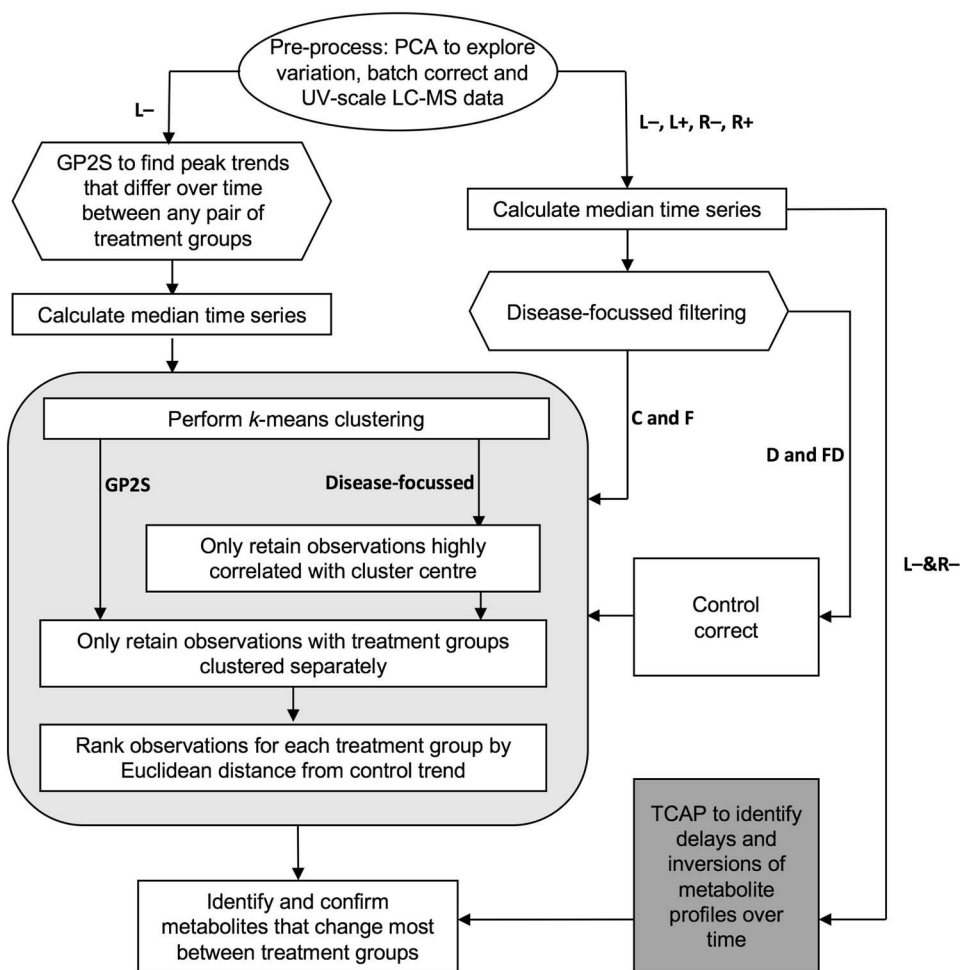 Pre-process: PCA to explore
variation, batch correct and
UV-scale LC-MS data
L–
L–, L+, R–, R+
GP2S to find peak trends
that differ over time
between any pair of
treatment groups
Calculate median time series
Calculate median time series
Disease-focussed filtering
Perform k-means clustering
C and F
D and FD
GP2S
Disease-focussed
Only retain observations highly
correlated with cluster centre
L–&R–
Control
correct
Only retain observations with treatment groups
clustered separately
Rank observations for each treatment group by
Euclidean distance from control trend
TCAP to identify
delays and
inversions of
metabolite
profiles over
time
Identify and confirm
metabolites that change most
between treatment groups